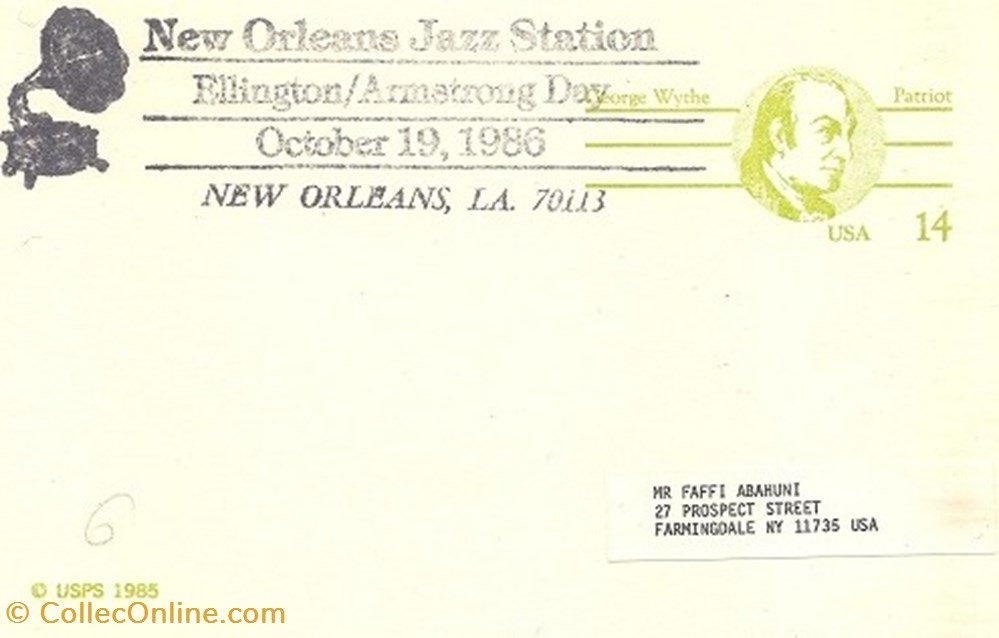 New Orleans Jazz Station
Ellington/Armstrong Day
October 19, 1986
NEW ORLEANS, LA. 70113
George Wythe
Patriot
USA 14
MR FAFFI ABAHUNI
27 PROSPECT STREET
FARMINGDALE NY 11735 USA
6
© USPS 1985
© CollecOnline.com